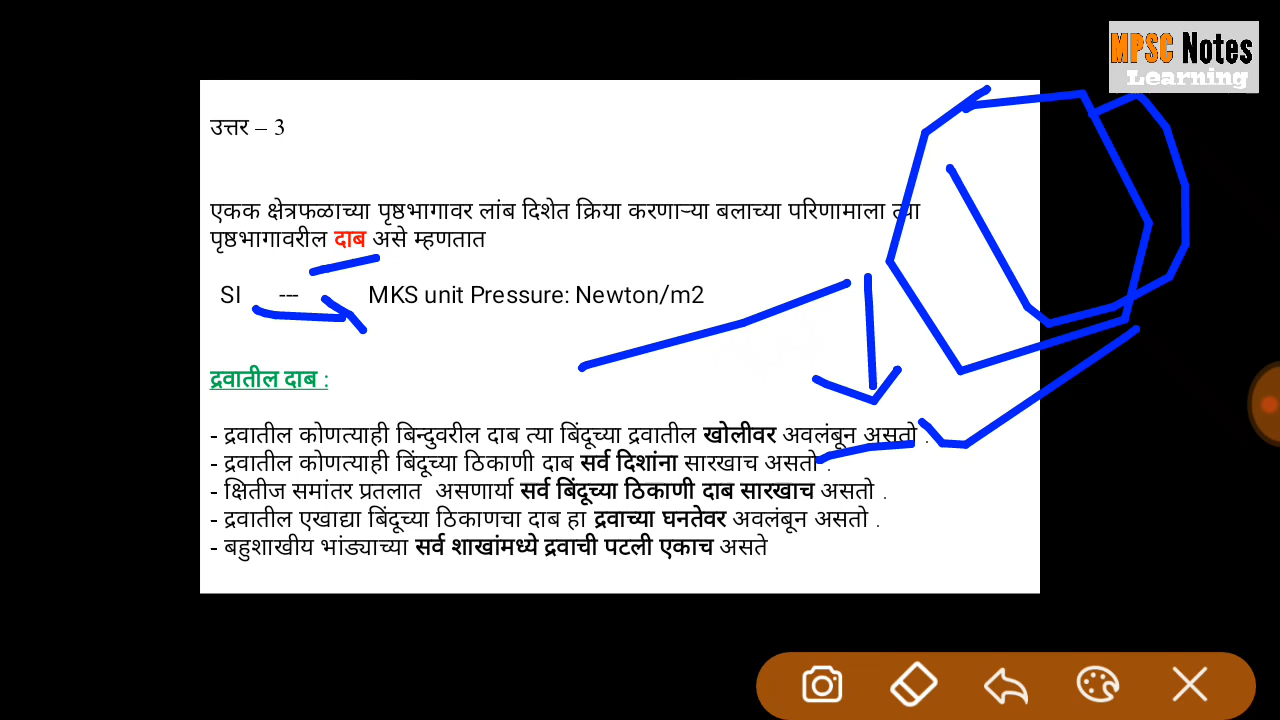 MPSC Notes
Learning
उत्तर – 3
एकक क्षेत्रफळाच्या पृष्ठभागावर लांब दिशेत क्रिया करणाऱ्या बलाच्या परिणामाला त्या
पृष्ठभागावरील दाब असे म्हणतात
SI --- MKS unit Pressure: Newton/m2
द्रवातील दाब :
- द्रवातील कोणत्याही बिन्दुवरील दाब त्या बिंदूच्या द्रवातील खोलीवर अवलंबून असतो .
- द्रवातील कोणत्याही बिंदूच्या ठिकाणी दाब सर्व दिशांना सारखाच असतो .
- क्षितीज समांतर प्रतलात असणार्या सर्व बिंदूच्या ठिकाणी दाब सारखाच असतो .
- द्रवातील एखाद्या बिंदूच्या ठिकाणचा दाब हा द्रवाच्या घनतेवर अवलंबून असतो .
- बहुशाखीय भांड्याच्या सर्व शाखांमध्ये द्रवाची पटली एकाच असते